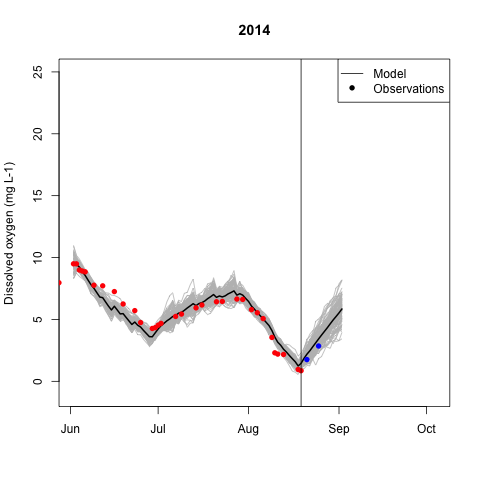 2014
Model
Observations
Dissolved oxygen (mg L-1)
25
20
15
10
5
0
Jun
Jul
Aug
Sep
Oct